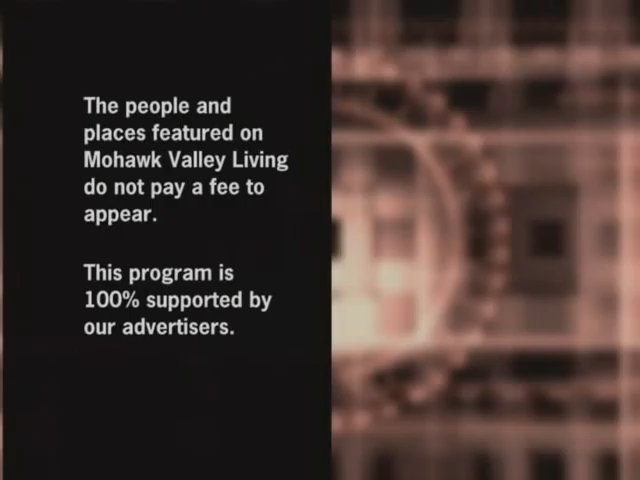 The people and
places featured on
Mohawk Valley Living
do not pay a fee to
appear.
This program is
100% supported by
our advertisers.